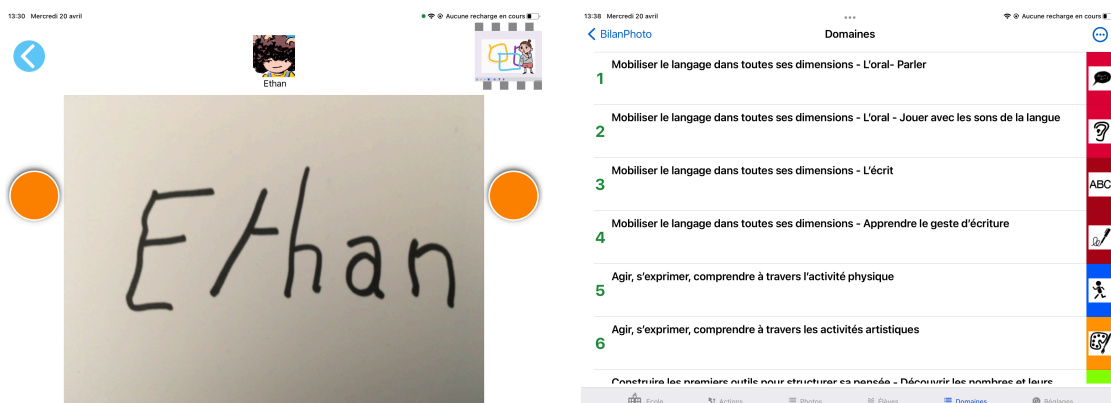 13:30 Mercredi 20 avril
Aucune recharge en cours
Ethan
Ethan
13:38 Mercredi 20 avril
Aucune recharge en cours
BilanPhoto
Domaines
1 Mobiliser le langage dans toutes ses dimensions - L'oral- Parler
2 Mobiliser le langage dans toutes ses dimensions - L'oral - Jouer avec les sons de la langue
3 Mobiliser le langage dans toutes ses dimensions - L'écrit
ABC
4 Mobiliser le langage dans toutes ses dimensions - Apprendre le geste d'écriture
5 Agir, s'exprimer, comprendre à travers l'activité physique
6 Agir, s'exprimer, comprendre à travers les activités artistiques
Construire les premiers outils pour structurer sa pensée - Découvrir les nombres et leurs
Ecole Actions Photos Élèves Domaines Réglages